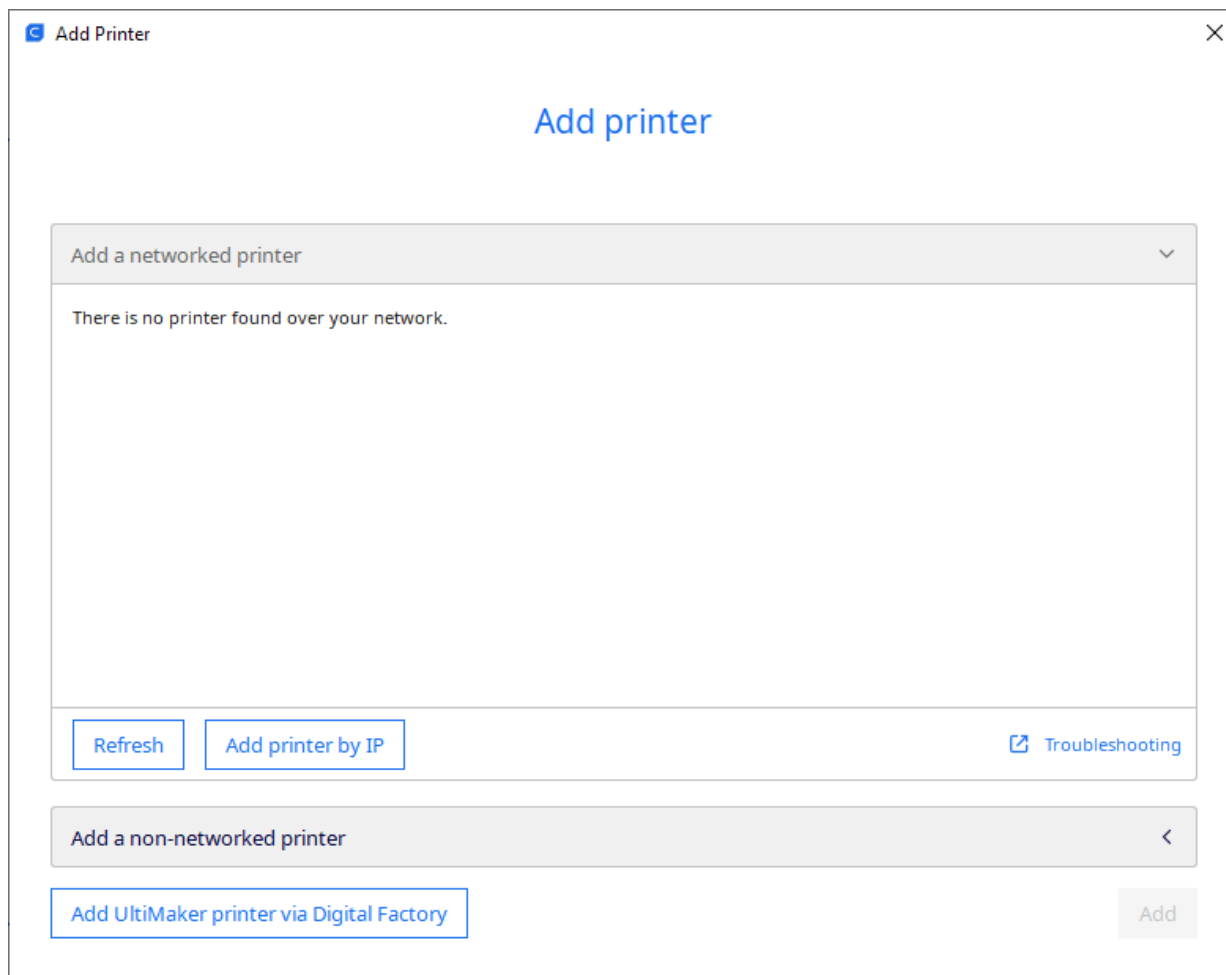 Add Printer
Add printer
Add a networked printer
There is no printer found over your network.
Refresh
Add printer by IP
Troubleshooting
Add a non-networked printer
Add UltiMaker printer via Digital Factory
Add